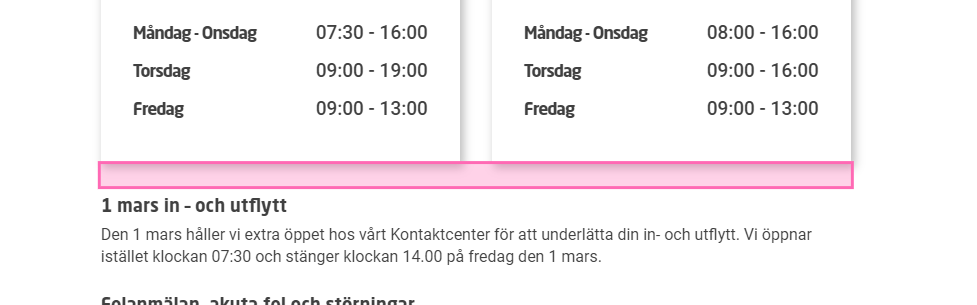 Måndag - Onsdag 07:30 - 16:00
Torsdag 09:00 - 19:00
Fredag 09:00 - 13:00
Måndag - Onsdag 08:00 - 16:00
Torsdag 09:00 - 16:00
Fredag 09:00 - 13:00
1 mars in – och utflytt
Den 1 mars håller vi extra öppet hos vårt Kontaktcenter för att underlätta din in- och utflytt. Vi öppnar
istället klockan 07:30 och stänger klockan 14.00 på fredag den 1 mars.
Felanmälan, akuta fel och störningar